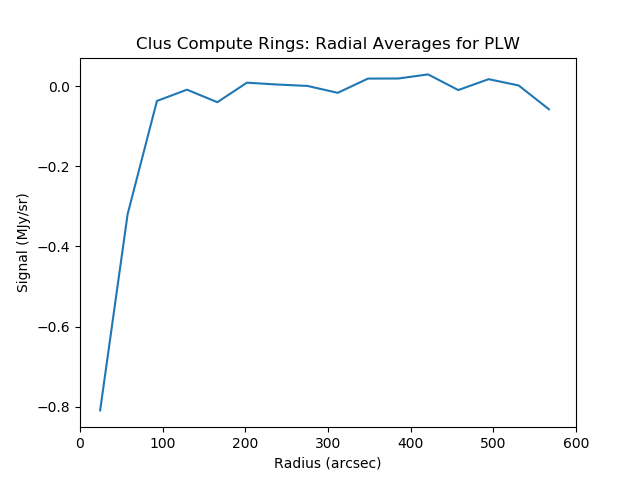 Clus Compute Rings: Radial Averages for PLW
Signal (MJy/sr)
0.0
−0.2
−0.4
−0.6
−0.8
0 100 200 300 400 500 600
Radius (arcsec)